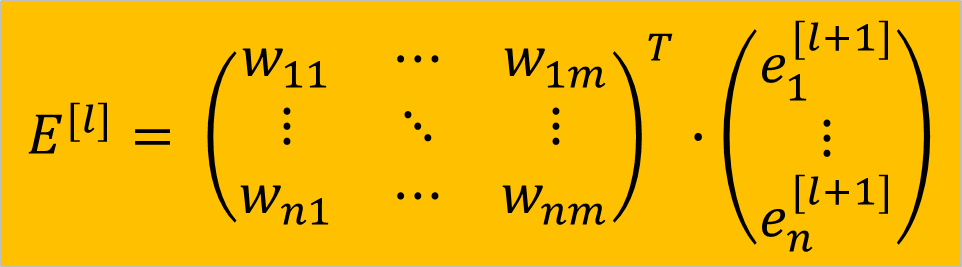 E^{[l]} = \begin{pmatrix} w_{11} & \cdots & w_{1m} \\ \vdots & \ddots & \vdots \\ w_{n1} & \cdots & w_{nm} \end{pmatrix}^T \cdot \begin{pmatrix} e_1^{[l+1]} \\ \vdots \\ e_n^{[l+1]} \end{pmatrix}